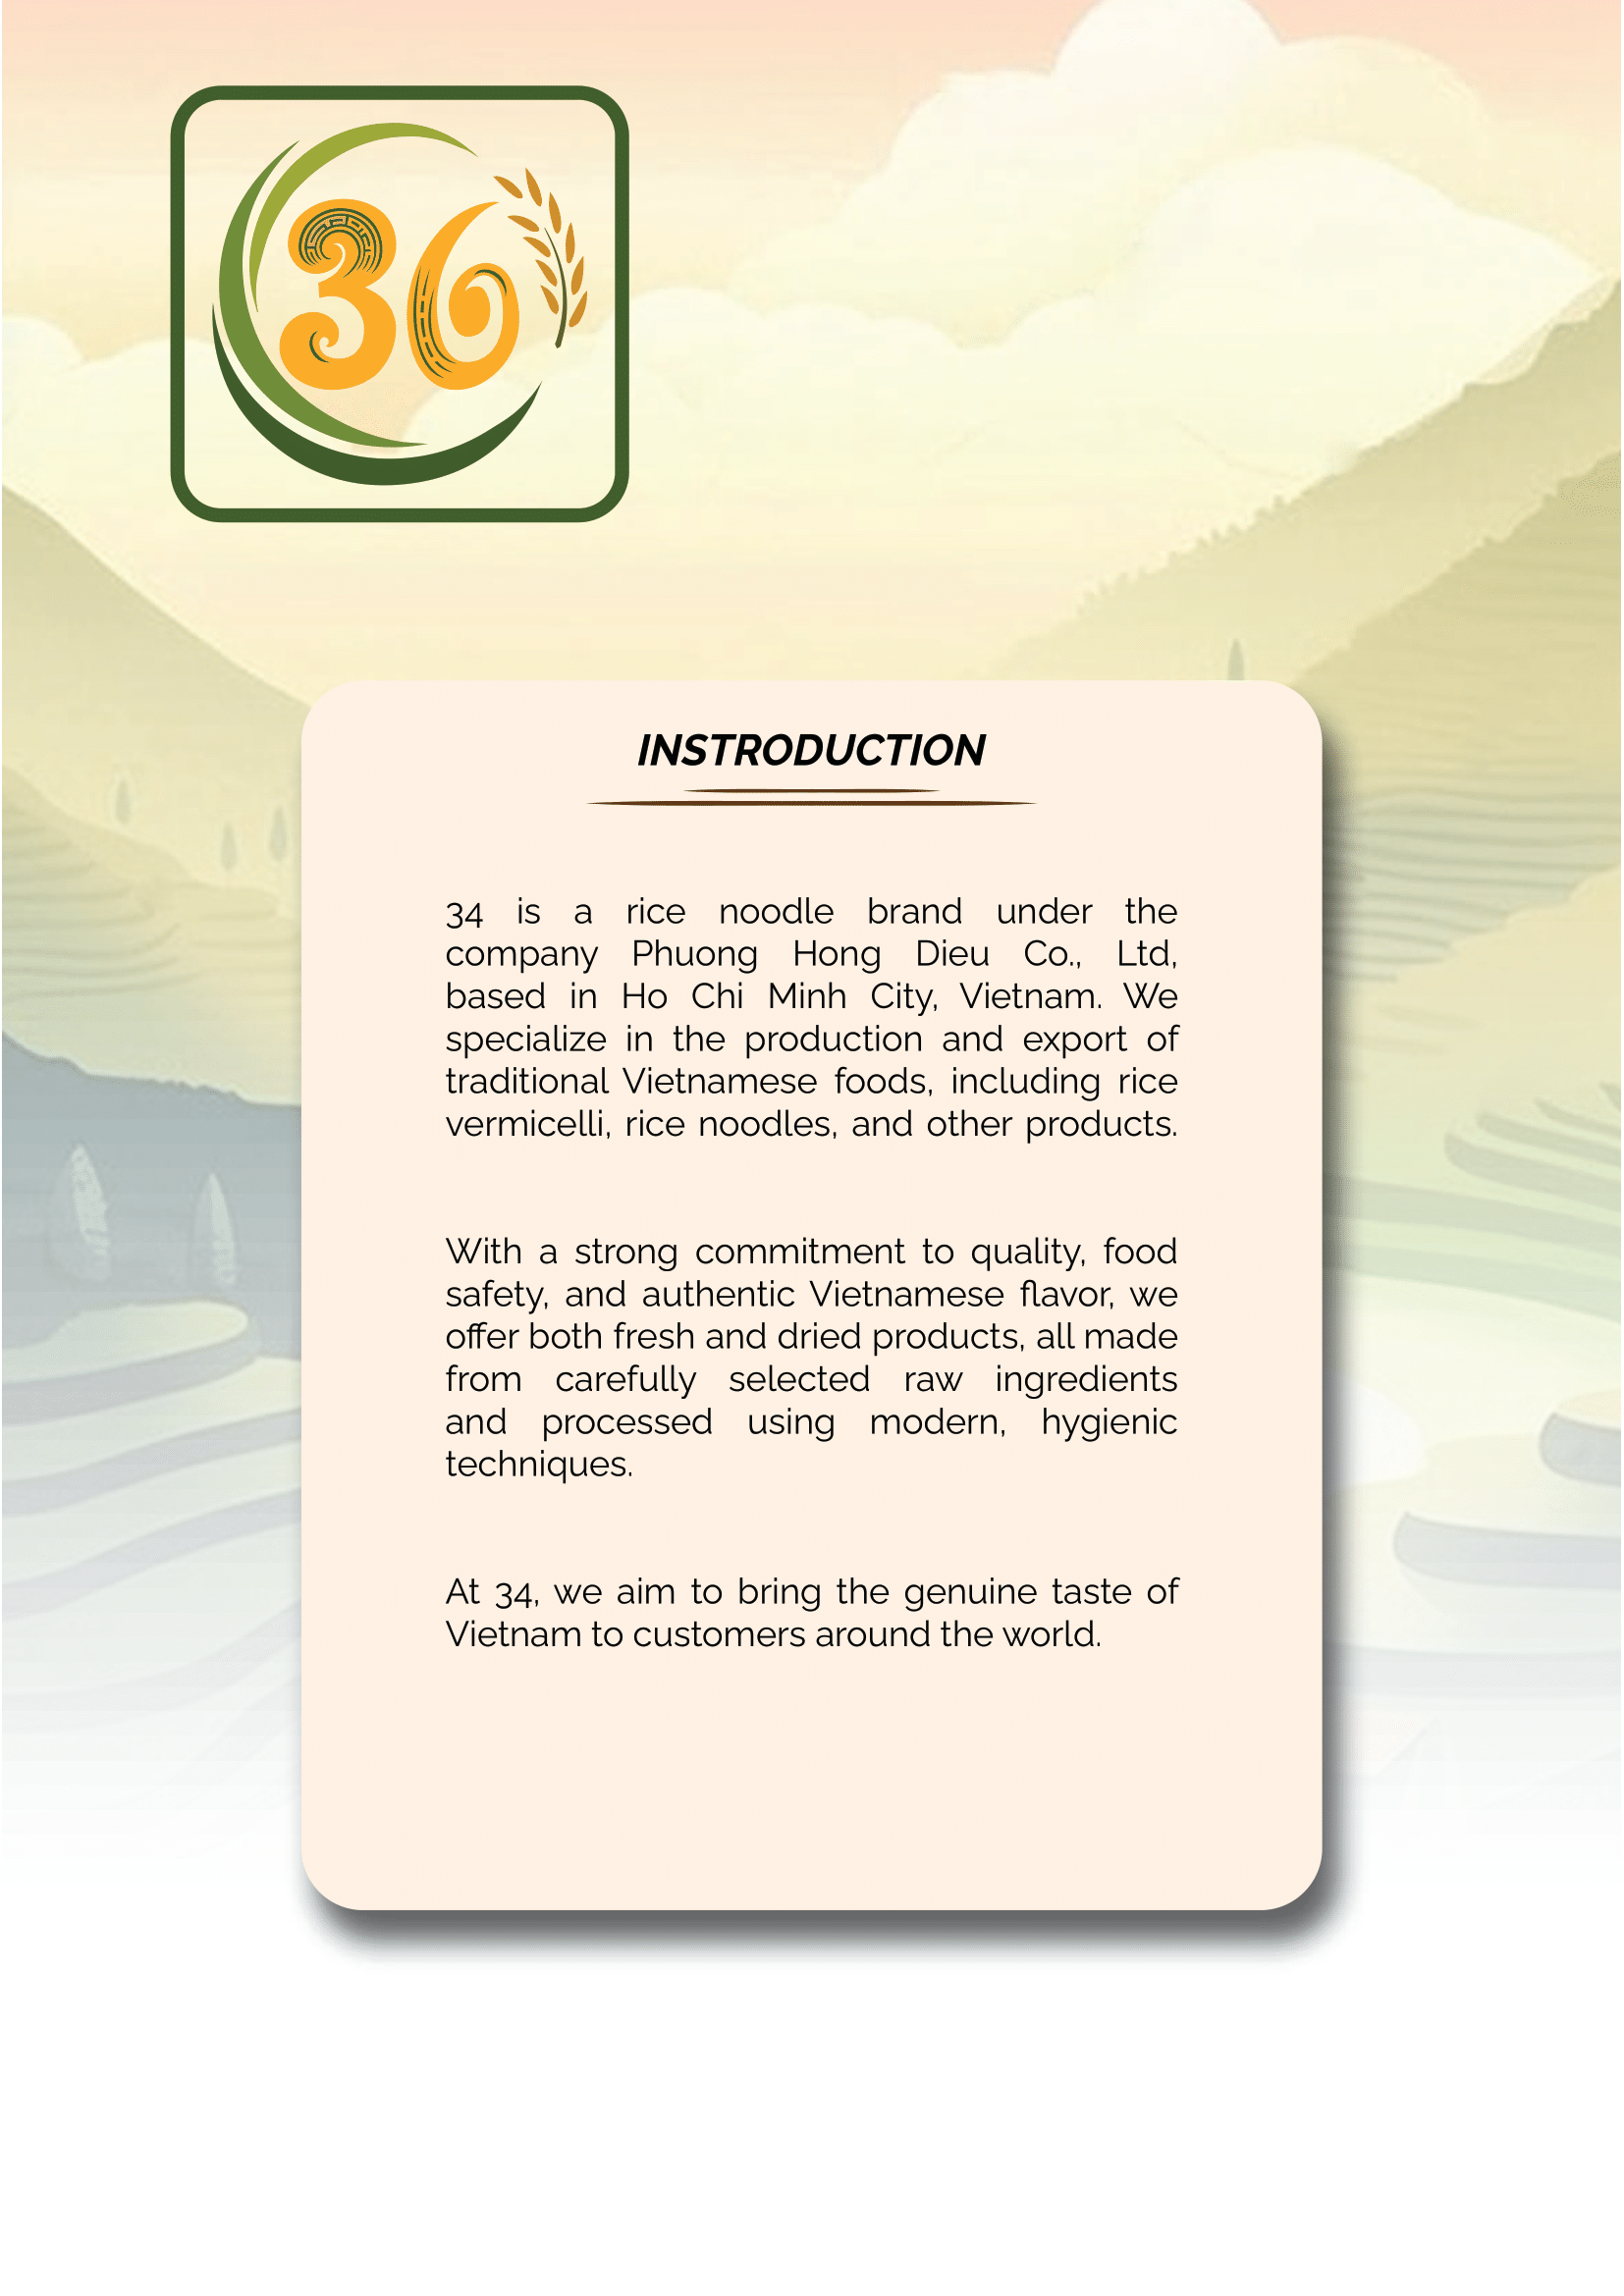 36
INSTRODUCTION
34 is a rice noodle brand under the
company Phuong Hong Dieu Co., Ltd,
based in Ho Chi Minh City, Vietnam. We
specialize in the production and export of
traditional Vietnamese foods, including rice
vermicelli, rice noodles, and other products.
With a strong commitment to quality, food
safety, and authentic Vietnamese flavor, we
offer both fresh and dried products, all made
from carefully selected raw ingredients
and processed using modern, hygienic
techniques.
At 34, we aim to bring the genuine taste of
Vietnam to customers around the world.